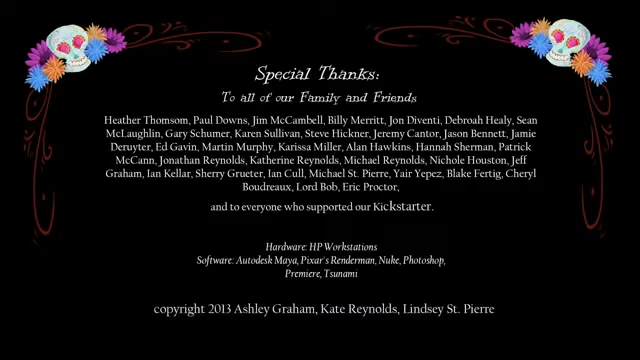 Special Thanks:
To all of our Family and Friends
Heather Thomsom, Paul Downs, Jim McCambell, Billy Merritt, Jon Diventi, Debroah Healy, Sean
McLaughlin, Gary Schumer, Karen Sullivan, Steve Hickner, Jeremy Cantor, Jason Bennett, Jamie
Deruyter, Ed Gavin, Martin Murphy, Karissa Miller, Alan Hawkins, Hannah Sherman, Patrick
McCann, Jonathan Reynolds, Katherine Reynolds, Michael Reynolds, Nichole Houston, Jeff
Graham, Ian Kellar, Sherry Grueter, Ian Cull, Michael St. Pierre, Yair Yepez, Blake Fertig, Cheryl
Boudreaux, Lord Bob, Eric Proctor,
and to everyone who supported our Kickstarter.
Hardware: HP Workstations
Software: Autodesk Maya, Pixar's Renderman, Nuke, Photoshop,
Premiere, Tsunami
copyright 2013 Ashley Graham, Kate Reynolds, Lindsey St. Pierre